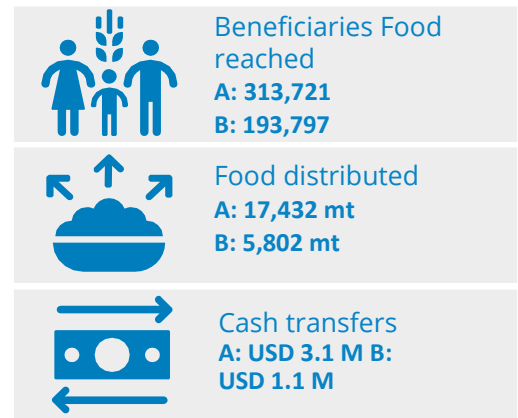 Beneficiaries Food
reached
A: 313,721
B: 193,797
Food distributed
A: 17,432 mt
B: 5,802 mt
Cash transfers
A: USD 3.1 M B:
USD 1.1 M